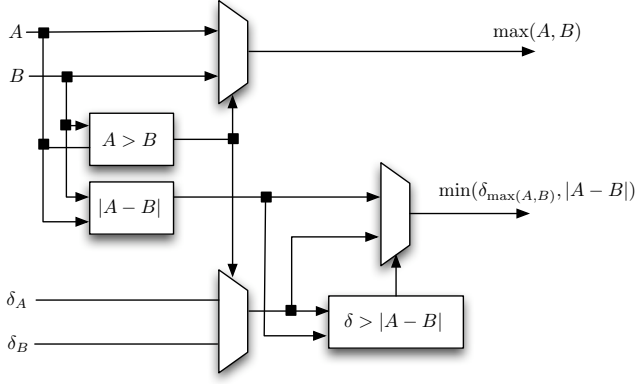 A
max(A, B)
B
A > B
|A − B|
min(δ_max(A,B), |A − B|)
δ_A
δ > |A − B|
δ_B